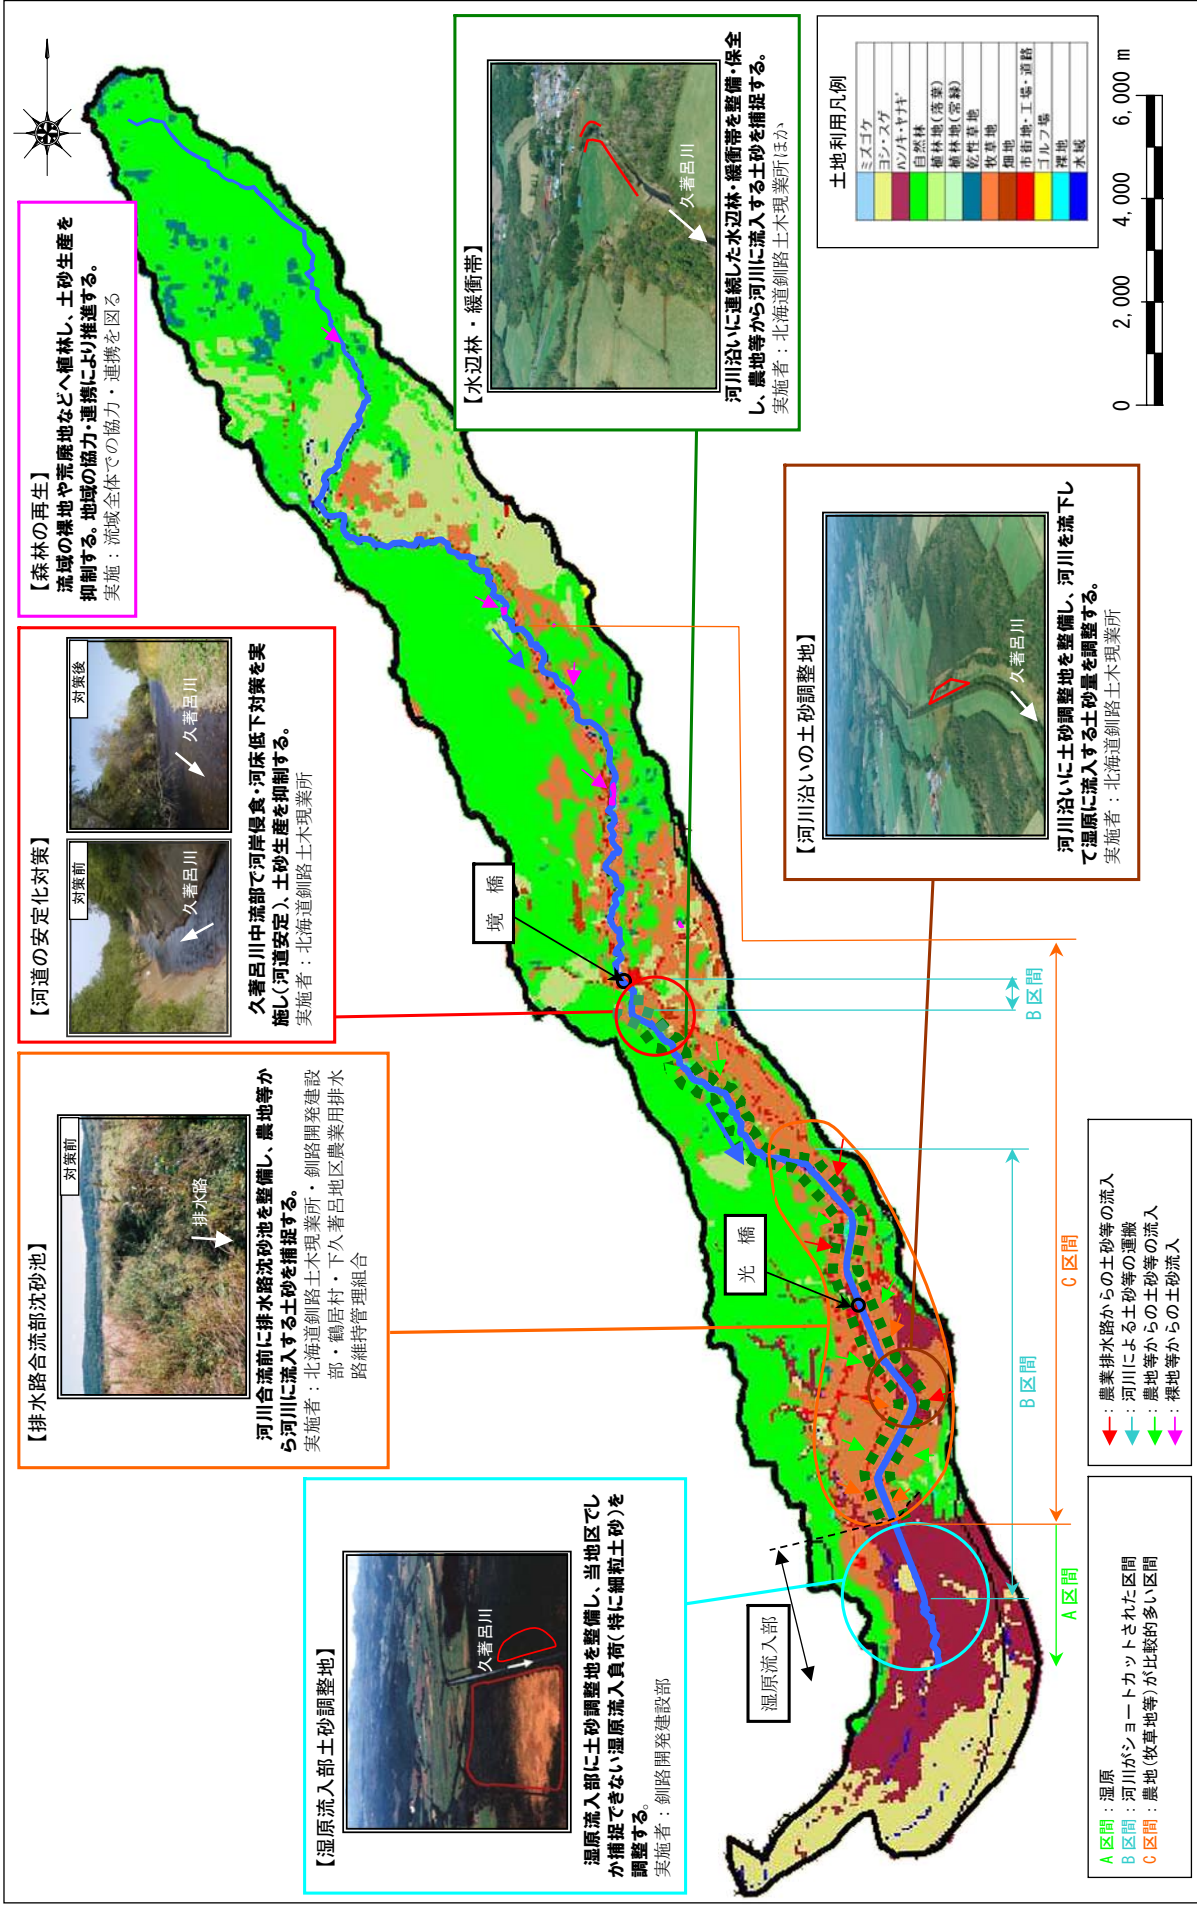 【森林の再生】
流域の裸地や荒廃地などへ植林し、土砂生産を
抑制する。地域の協力・連携により推進する。
実施：流域全体での協力・連携を図る
【河道の安定化対策】
対策前
久著呂川
対策後
久著呂川
久著呂川中流部で河岸侵食・河床低下対策を実
施し(河道安定)、土砂生産を抑制する。
実施者：北海道釧路土木現業所
【排水路合流部沈砂池】
対策前
排水路
河川合流前に排水路沈砂池を整備し、農地等か
ら河川に流入する土砂を捕捉する。
実施者：北海道釧路土木現業所・釧路開発建設
部・鶴居村・下久著呂地区農業用排水
路維持管理組合
【湿原流入部土砂調整地】
久著呂川
湿原流入部に土砂調整地を整備し、当地区でし
か捕捉できない湿原流入負荷(特に細粒土砂)を
調整する。
実施者：釧路開発建設部
【水辺林・緩衝帯】
久著呂川
河川沿いに連続した水辺林・緩衝帯を整備・保全
し、農地等から河川に流入する土砂を捕捉する。
実施者：北海道釧路土木現業所ほか
【河川沿いの土砂調整地】
久著呂川
河川沿いに土砂調整地を整備し、河川を流下し
て湿原に流入する土砂量を調整する。
実施者：北海道釧路土木現業所
境　橋
光　橋
湿原流入部
A区間
B区間
B区間
C区間
土地利用凡例
ミズゴケ
ヨシ・スゲ
ハンノキ・ヤナギ
自然林
植林地(落葉)
植林地(常緑)
乾性草地
牧草地
畑地
市街地・工場・道路
ゴルフ場
裸地
水域
0 2,000 4,000 6,000 m
A区間：湿原
B区間：河川がショートカットされた区間
C区間：農地(牧草地等)が比較的多い区間
：農業排水路からの土砂等の流入
：河川による土砂等の運搬
：農地等からの土砂等の流入
：裸地等からの土砂流入